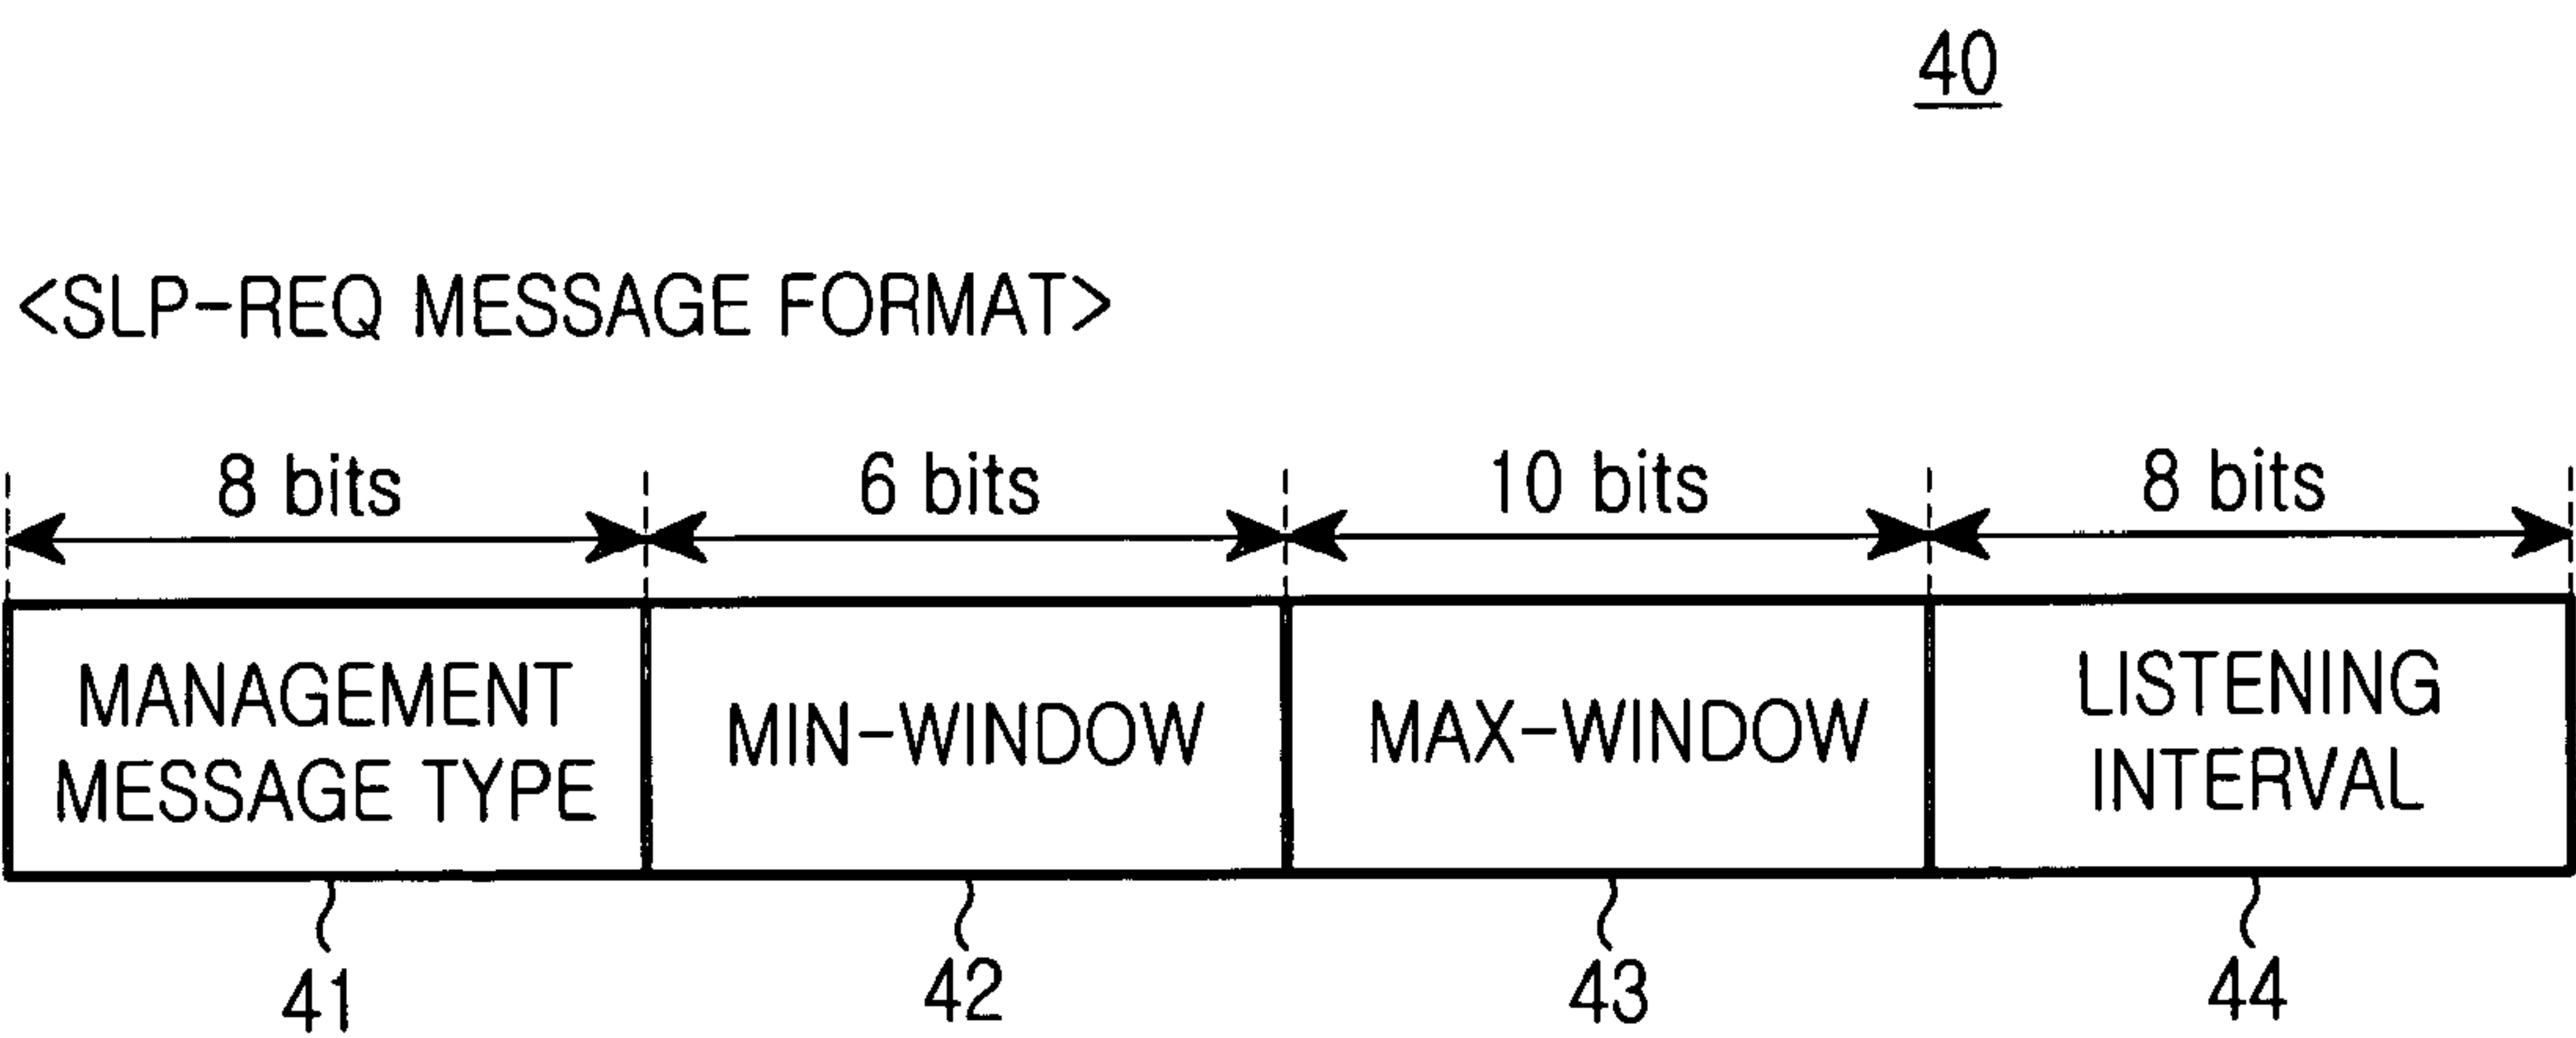 40
<SLP-REQ MESSAGE FORMAT>
8 bits 6 bits 10 bits 8 bits
MANAGEMENT
MESSAGE TYPE
MIN-WINDOW
MAX-WINDOW
LISTENING
INTERVAL
41 42 43 44